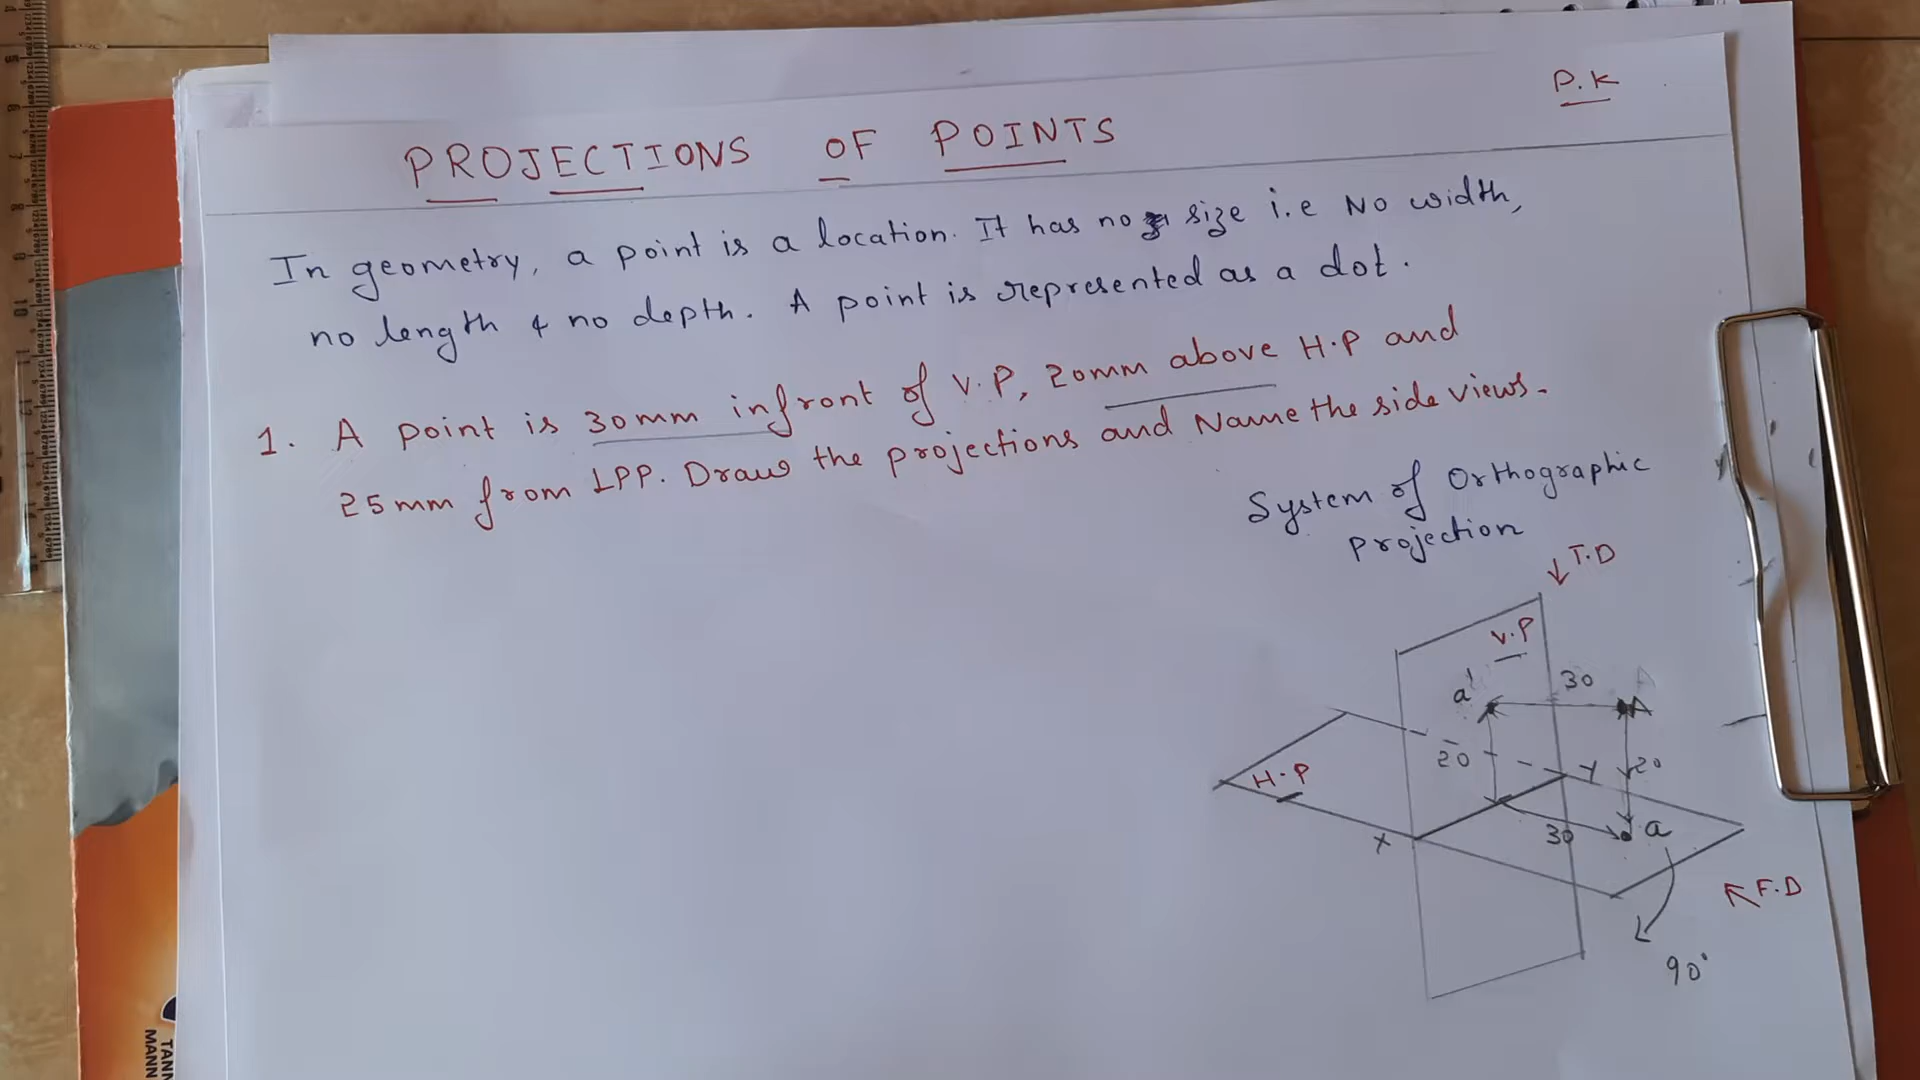 P.K
PROJECTIONS OF POINTS
In geometry, a point is a location. It has no size i.e No width,
no length & no depth. A point is represented as a dot.
1. A point is 30mm infront of V.P, 20mm above H.P and
25mm from LPP. Draw the projections and Name the side views.
System of Orthographic
projection
↓ T.D
V.P
a' 30 A
20 20
H.P Y
X 30 a
F.D
90°
TANN
MANN